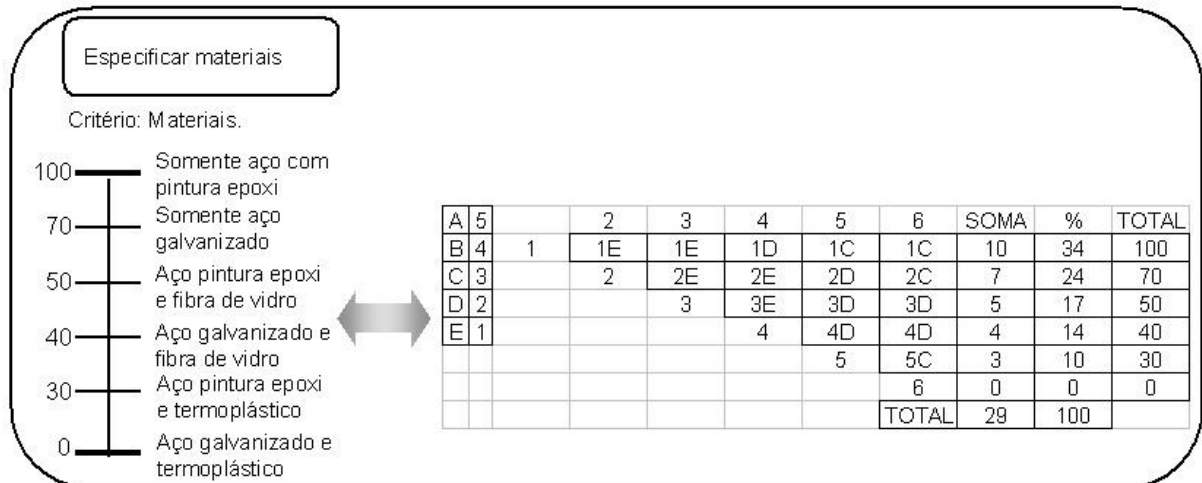 Especificar materiais
Critério: Materiais.
100 Somente aço com
pintura epoxi
70 Somente aço
galvanizado
50 Aço pintura epoxi
e fibra de vidro
40 Aço galvanizado e
fibra de vidro
30 Aço pintura epoxi
e termoplástico
0 Aço galvanizado e
termoplástico
A 5 2 3 4 5 6 SOMA % TOTAL
B 4 1 1E 1E 1D 1C 1C 10 34 100
C 3 2 2E 2E 2D 2C 7 24 70
D 2 3 3E 3D 3D 5 17 50
E 1 4 4D 4D 4 14 40
5 5C 3 10 30
6 0 0 0
TOTAL 29 100